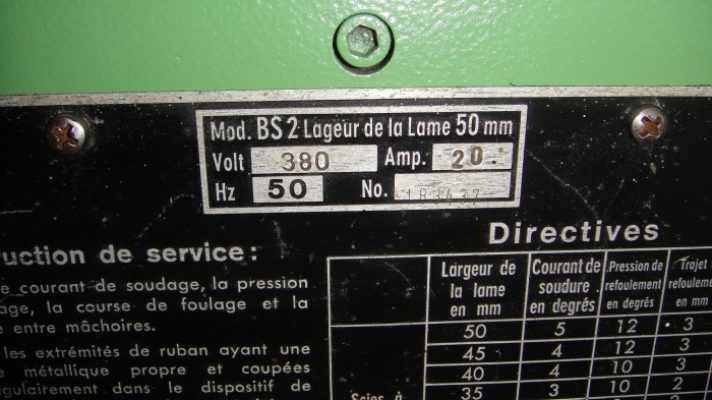 Mod. BS2 Lageur de la Lame 50 mm
Volt 380 Amp. 20.
Hz 50 No. 183437
uction de service:
e courant de soudage, la pression
age, la course de foulage et la
e entre mâchoires.
les extrémités de ruban ayant une
e métallique propre et coupées
gulairement dans le dispositif de
Directives
Largeur de la lame en mm
Courant de soudure en degrés
Pression de refoulement en degrés
Trajet refoulement en mm
50 5 12 3
45 4 12 3
40 4 10 3
35 3 10 2
Scies à